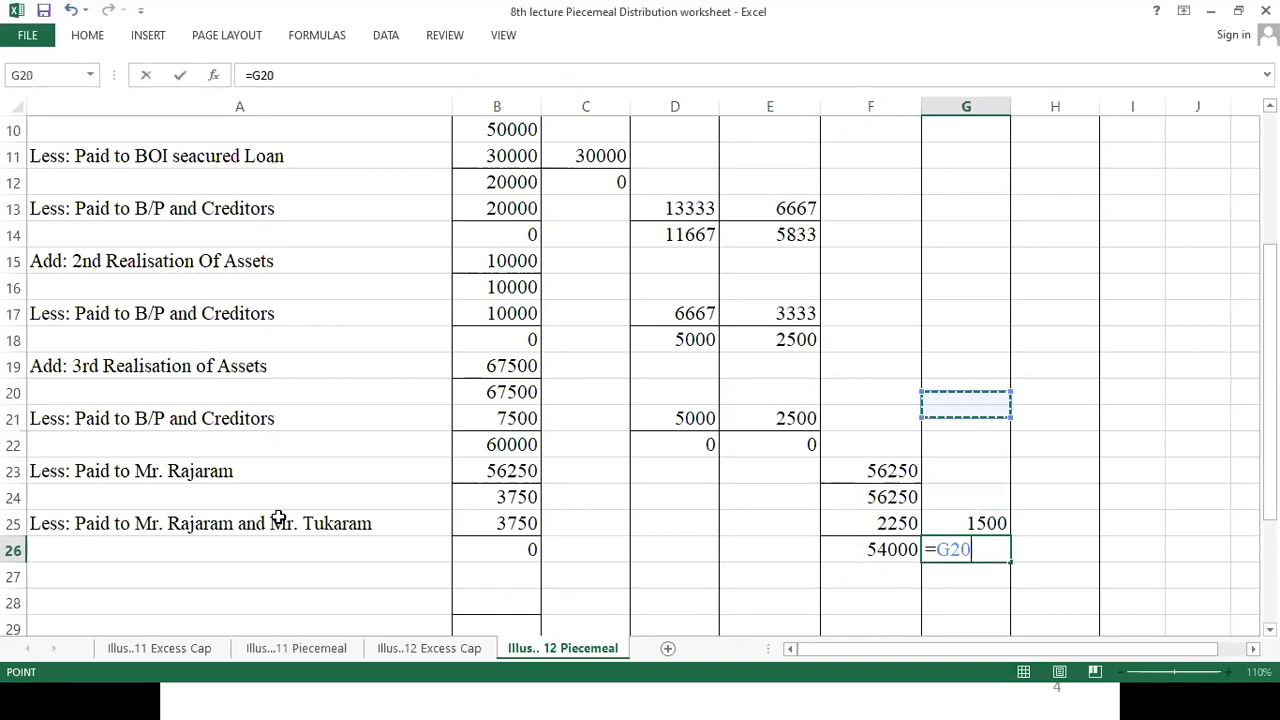 8th lecture Piecemeal Distribution worksheet - Excel
FILE HOME INSERT PAGE LAYOUT FORMULAS DATA REVIEW VIEW Sign in
G20 =G20
A B C D E F G H I J
10 50000
11 Less: Paid to BOI seacured Loan 30000 30000
12 20000 0
13 Less: Paid to B/P and Creditors 20000 13333 6667
14 0 11667 5833
15 Add: 2nd Realisation Of Assets 10000
16 10000
17 Less: Paid to B/P and Creditors 10000 6667 3333
18 0 5000 2500
19 Add: 3rd Realisation of Assets 67500
20 67500
21 Less: Paid to B/P and Creditors 7500 5000 2500
22 60000 0 0
23 Less: Paid to Mr. Rajaram 56250 56250
24 3750 56250
25 Less: Paid to Mr. Rajaram and Mr. Tukaram 3750 2250 1500
26 0 54000 =G20
27
28
29
Illus..11 Excess Cap Illus...11 Piecemeal Illus..12 Excess Cap Illus.. 12 Piecemeal
POINT 110%
4